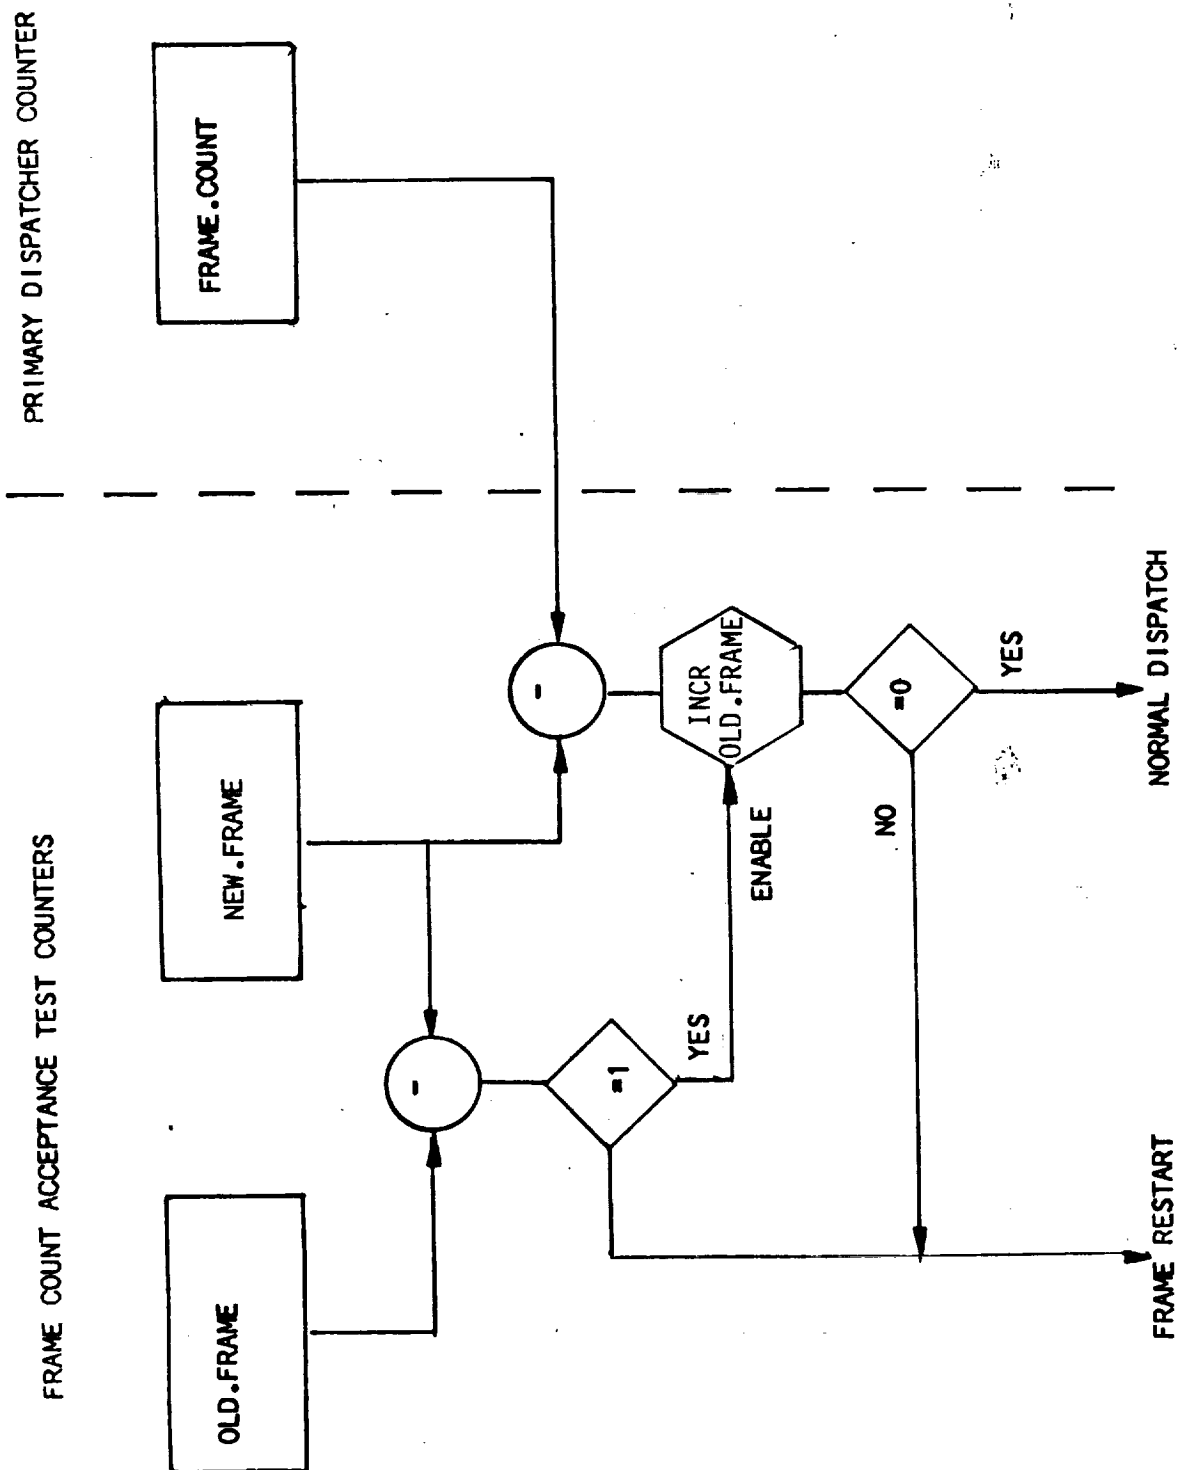 FRAME COUNT ACCEPTANCE TEST COUNTERS
PRIMARY DISPATCHER COUNTER
OLD.FRAME
NEW.FRAME
FRAME.COUNT
-
-
=1
YES
ENABLE
INCR
OLD.FRAME
=0
NO
YES
FRAME RESTART
NORMAL DISPATCH